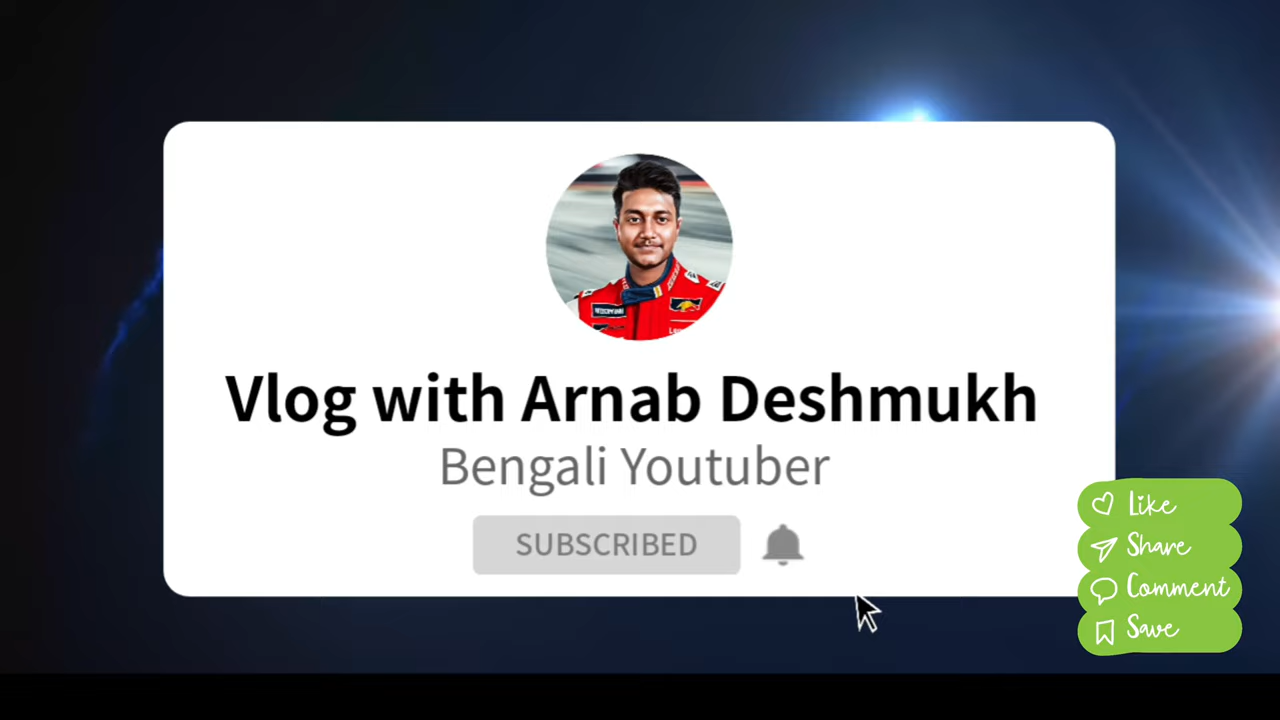 Vlog with Arnab Deshmukh
Bengali Youtuber
SUBSCRIBED
Like
Share
Comment
Save